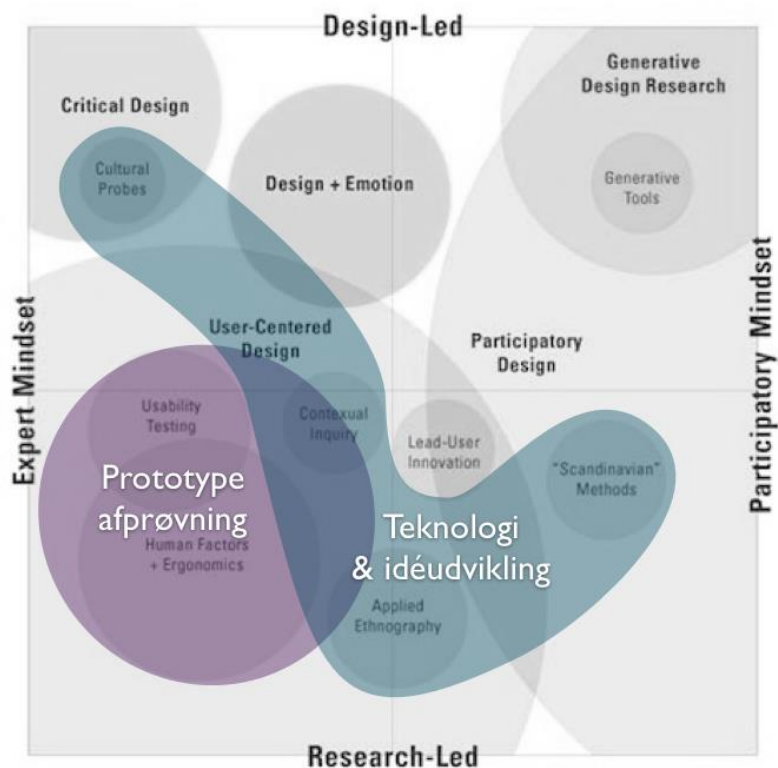 Design-Led
Generative
Design Research
Critical Design
Cultural
Probes
Design + Emotion
Generative
Tools
Expert Mindset
Participatory Mindset
User-Centered
Design
Participatory
Design
Usability
Testing
Contexual
Inquiry
Lead-User
Innovation
"Scandinavian"
Methods
Prototype
afprøvning
Teknologi
& idéudvikling
Human Factors
+ Ergonomics
Applied
Ethnography
Research-Led